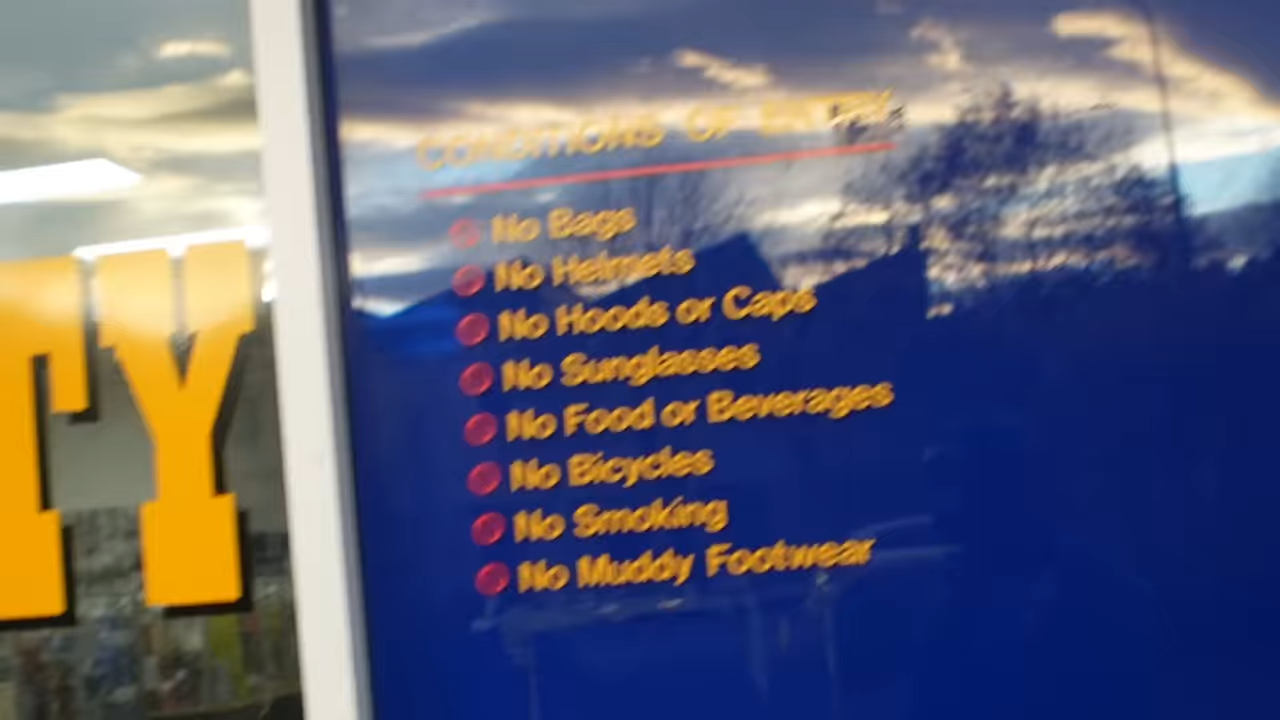 TY
CONDITIONS OF ENTRY
No Bags
No Helmets
No Hoods or Caps
No Sunglasses
No Food or Beverages
No Bicycles
No Smoking
No Muddy Footwear